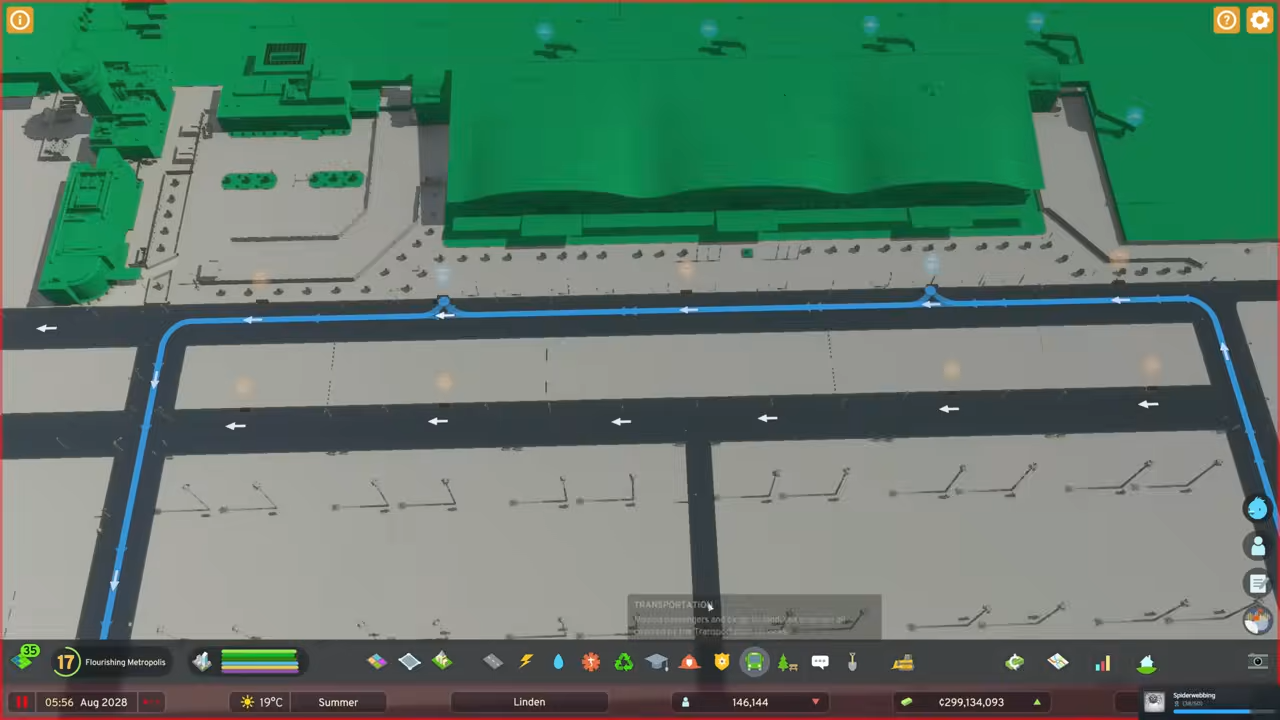 TRANSPORTATION
35
17
Flourishing Metropolis
05:56 Aug 2028
19°C
Summer
Linden
146,144
¢299,134,093
Spiderwebbing